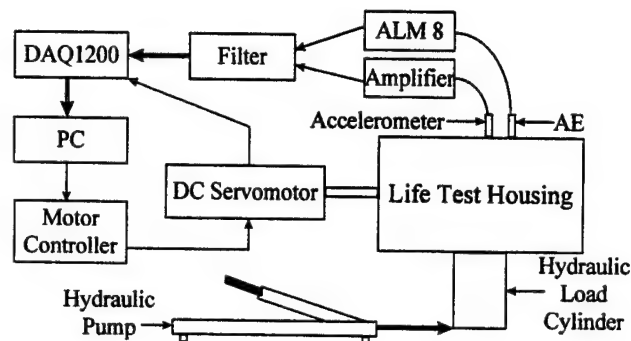 DAQ1200
Filter
ALM 8
Amplifier
Accelerometer
AE
PC
DC Servomotor
Life Test Housing
Motor
Controller
Hydraulic
Pump
Hydraulic
Load
Cylinder